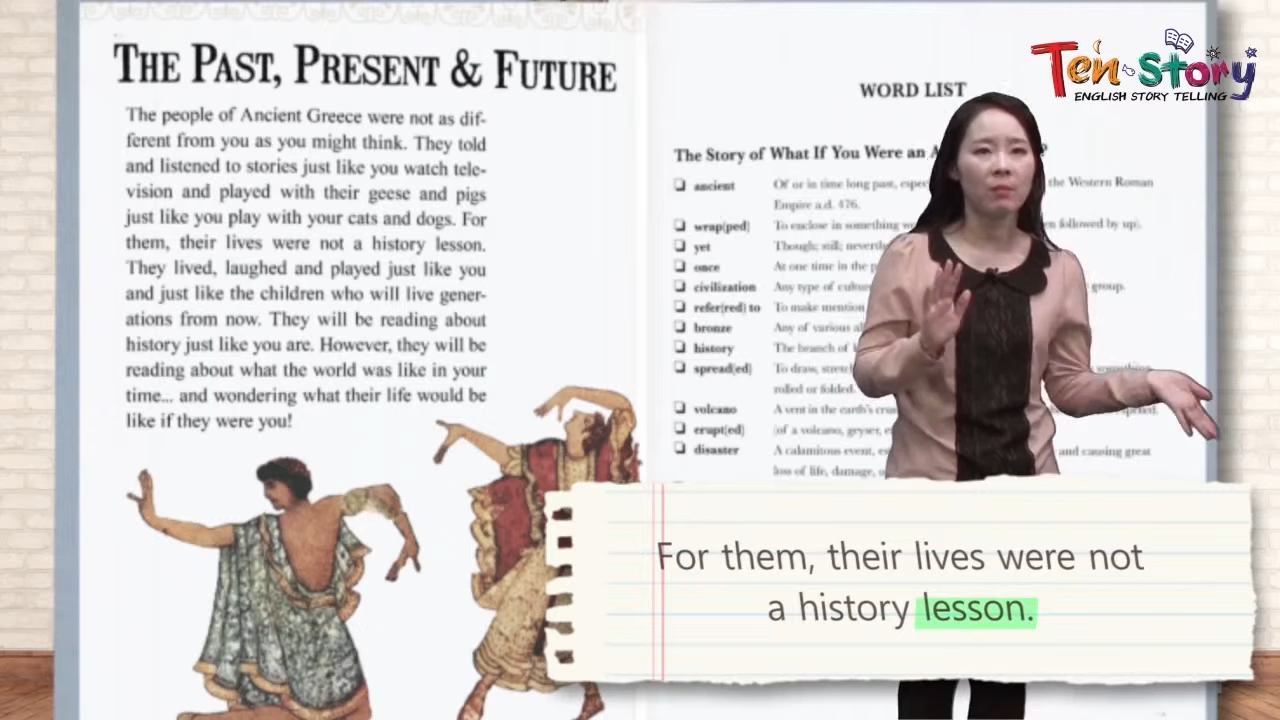 THE PAST, PRESENT & FUTURE
The people of Ancient Greece were not as dif-
ferent from you as you might think. They told
and listened to stories just like you watch tele-
vision and played with their geese and pigs
just like you play with your cats and dogs. For
them, their lives were not a history lesson.
They lived, laughed and played just like you
and just like the children who will live gener-
ations from now. They will be reading about
history just like you are. However, they will be
reading about what the world was like in your
time... and wondering what their life would be
like if they were you!
Ten Story
ENGLISH STORY TELLING
WORD LIST
The Story of What If You Were an
ancient Of or in time long past, the Western Roman
Empire a.d. 476.
wrap(ped) To enclose in something followed by up).
yet Though; still;
once At one time in the
civilization Any type of group.
refer(red) to To make mention
bronze Any of various
history The branch of
spread(ed) To draw,
rolled or folded.
volcano A vent in the earth's
erupt(ed) (of a volcano, geyser,
disaster A calamitous event, and causing great
loss of life, damage,
For them, their lives were not
a history lesson.